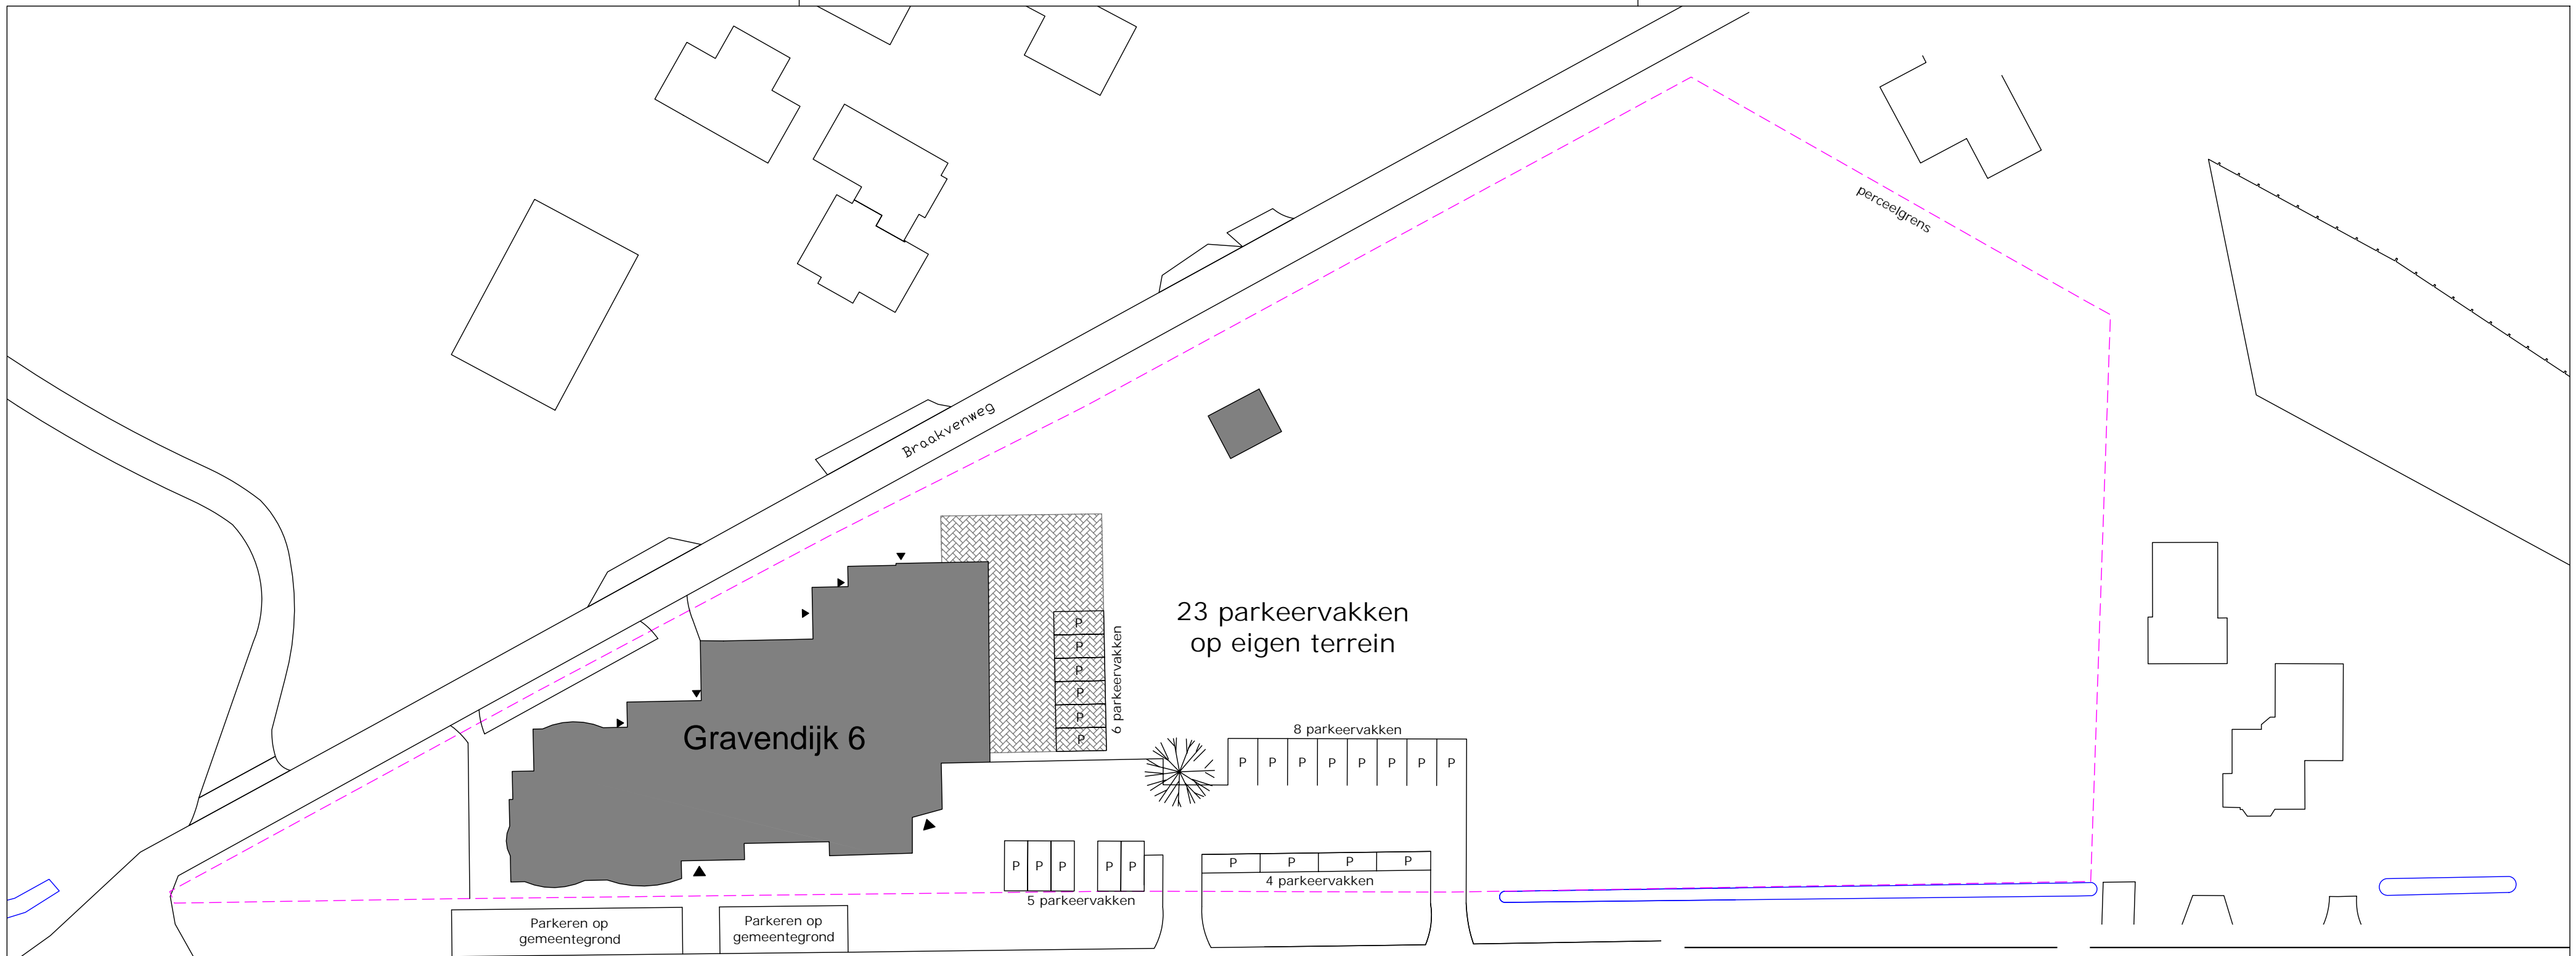 perceelgrens
Braakvenweg
23 parkeervakken
op eigen terrein
P
P
P
P
P
P
6 parkeervakken
Gravendijk 6
8 parkeervakken
P P P P P P P P
P P P P P
P P P P
4 parkeervakken
5 parkeervakken
Parkeren op
gemeentegrond
Parkeren op
gemeentegrond